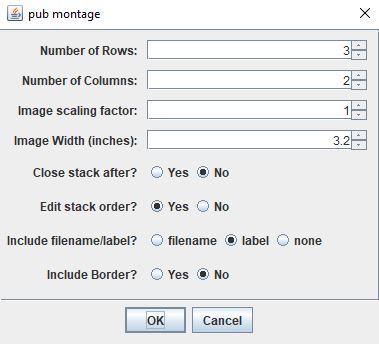 pub montage
Number of Rows: 3
Number of Columns: 2
Image scaling factor: 1
Image Width (inches): 3.2
Close stack after? Yes No
Edit stack order? Yes No
Include filename/label? filename label none
Include Border? Yes No
OK Cancel